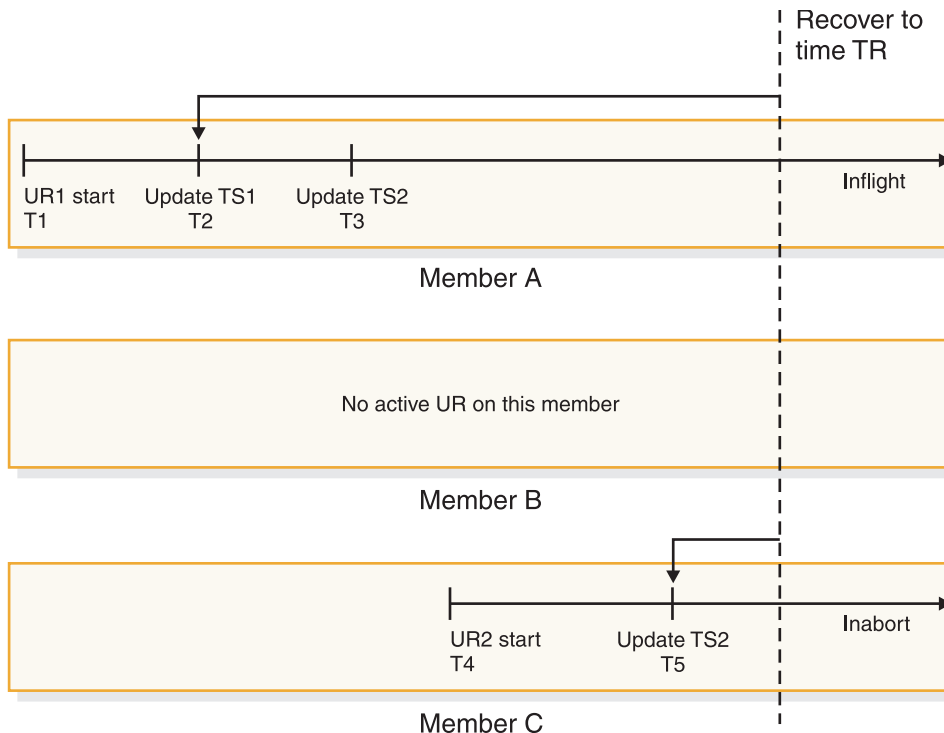 Recover to
time TR
Inflight
UR1 start
T1
Update TS1
T2
Update TS2
T3
Member A
No active UR on this member
Member B
UR2 start
T4
Update TS2
T5
Inabort
Member C